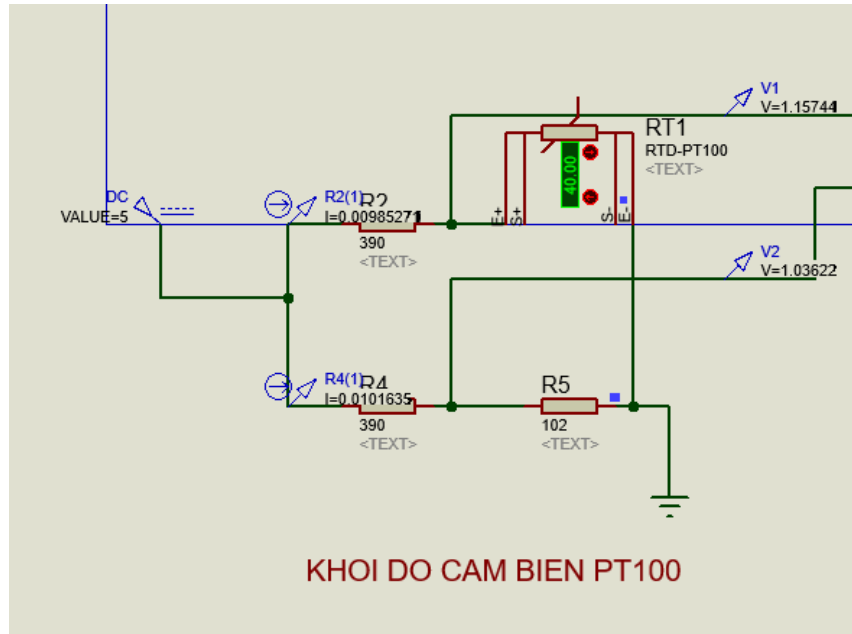 V1
V=1.15744
RT1
RTD-PT100
<TEXT>
40.00
E+
S+
S-
E-
DC
VALUE=5
R2(1)
I=0.00985271
R2
390
<TEXT>
V2
V=1.03622
R4(1)
I=0.0101635
R4
390
<TEXT>
R5
102
<TEXT>
KHOI DO CAM BIEN PT100